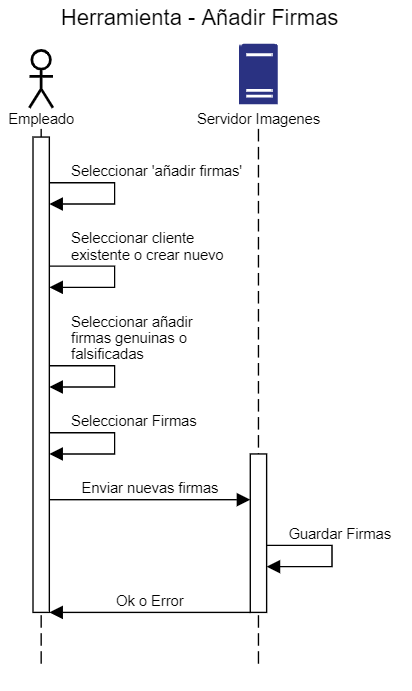 Herramienta - Añadir Firmas
Empleado
Servidor Imagenes
Seleccionar 'añadir firmas'
Seleccionar cliente
existente o crear nuevo
Seleccionar añadir
firmas genuinas o
falsificadas
Seleccionar Firmas
Enviar nuevas firmas
Guardar Firmas
Ok o Error